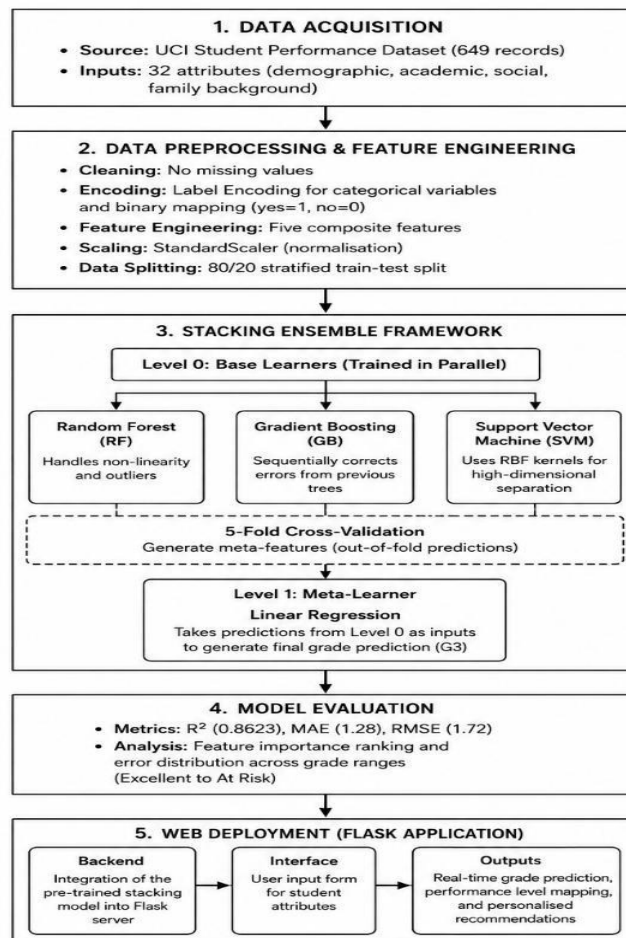 1. DATA ACQUISITION
• Source: UCI Student Performance Dataset (649 records)
• Inputs: 32 attributes (demographic, academic, social,
family background)
2. DATA PREPROCESSING & FEATURE ENGINEERING
• Cleaning: No missing values
• Encoding: Label Encoding for categorical variables
and binary mapping (yes=1, no=0)
• Feature Engineering: Five composite features
• Scaling: StandardScaler (normalisation)
• Data Splitting: 80/20 stratified train-test split
3. STACKING ENSEMBLE FRAMEWORK
Level 0: Base Learners (Trained in Parallel)
Random Forest
(RF)
Handles non-linearity
and outliers
Gradient Boosting
(GB)
Sequentially corrects
errors from previous
trees
Support Vector
Machine (SVM)
Uses RBF kernels for
high-dimensional
separation
5-Fold Cross-Validation
Generate meta-features (out-of-fold predictions)
Level 1: Meta-Learner
Linear Regression
Takes predictions from Level 0 as inputs
to generate final grade prediction (G3)
4. MODEL EVALUATION
• Metrics: R² (0.8623), MAE (1.28), RMSE (1.72)
• Analysis: Feature importance ranking and
error distribution across grade ranges
(Excellent to At Risk)
5. WEB DEPLOYMENT (FLASK APPLICATION)
Backend
Integration of the
pre-trained stacking
model into Flask
server
Interface
User input form
for student
attributes
Outputs
Real-time grade prediction,
performance level mapping,
and personalised
recommendations